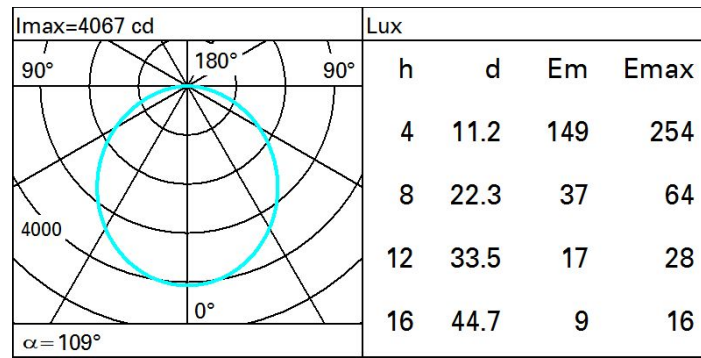 Imax=4067 cd
90° 180° 90°
4000
0°
α=109°
Lux
h d Em Emax
4 11.2 149 254
8 22.3 37 64
12 33.5 17 28
16 44.7 9 16